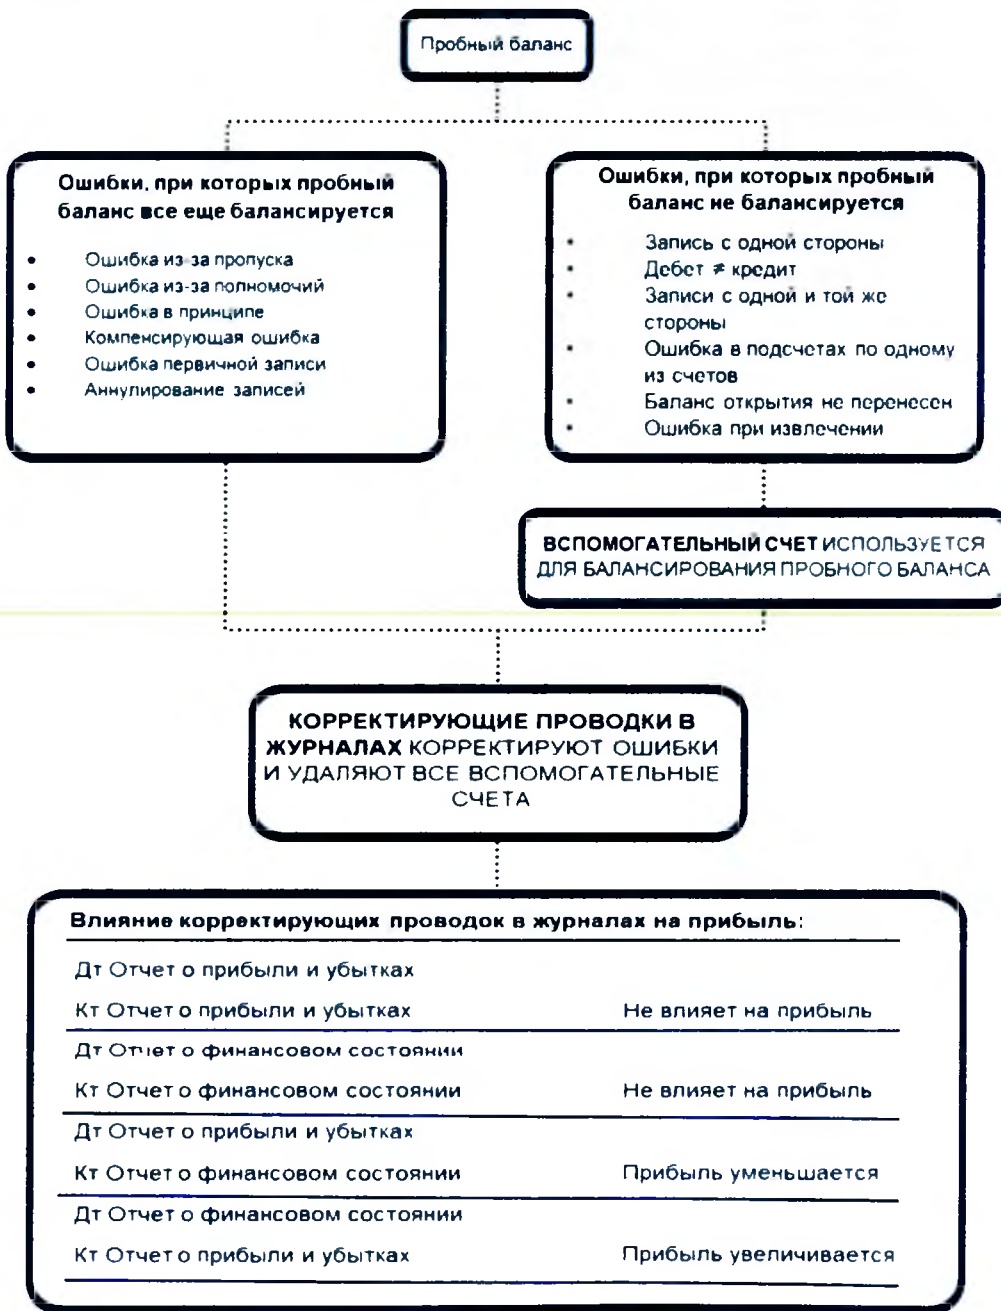 Пробный баланс
Ошибки, при которых пробный
баланс все еще балансируется
• Ошибка из-за пропуска
• Ошибка из-за полномочий
• Ошибка в принципе
• Компенсирующая ошибка
• Ошибка первичной записи
• Аннулирование записей
Ошибки, при которых пробный
баланс не балансируется
• Запись с одной стороны
• Дебет ≠ кредит
• Записи с одной и той же
стороны
• Ошибка в подсчетах по одному
из счетов
• Баланс открытия не перенесен
• Ошибка при извлечении
ВСПОМОГАТЕЛЬНЫЙ СЧЕТ ИСПОЛЬЗУЕТСЯ
ДЛЯ БАЛАНСИРОВАНИЯ ПРОБНОГО БАЛАНСА
КОРРЕКТИРУЮЩИЕ ПРОВОДКИ В
ЖУРНАЛАХ КОРРЕКТИРУЮТ ОШИБКИ
И УДАЛЯЮТ ВСЕ ВСПОМОГАТЕЛЬНЫЕ
СЧЕТА
Влияние корректирующих проводок в журналах на прибыль:
Дт Отчет о прибыли и убытках
Кт Отчет о прибыли и убытках Не влияет на прибыль
Дт Отчет о финансовом состоянии
Кт Отчет о финансовом состоянии Не влияет на прибыль
Дт Отчет о прибыли и убытках
Кт Отчет о финансовом состоянии Прибыль уменьшается
Дт Отчет о финансовом состоянии
Кт Отчет о прибыли и убытках Прибыль увеличивается